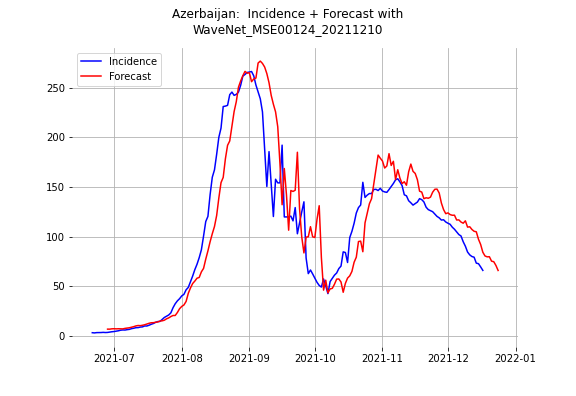 Azerbaijan:  Incidence + Forecast with
WaveNet_MSE00124_20211210
Incidence
Forecast
250
200
150
100
50
0
2021-07 2021-08 2021-09 2021-10 2021-11 2021-12 2022-01